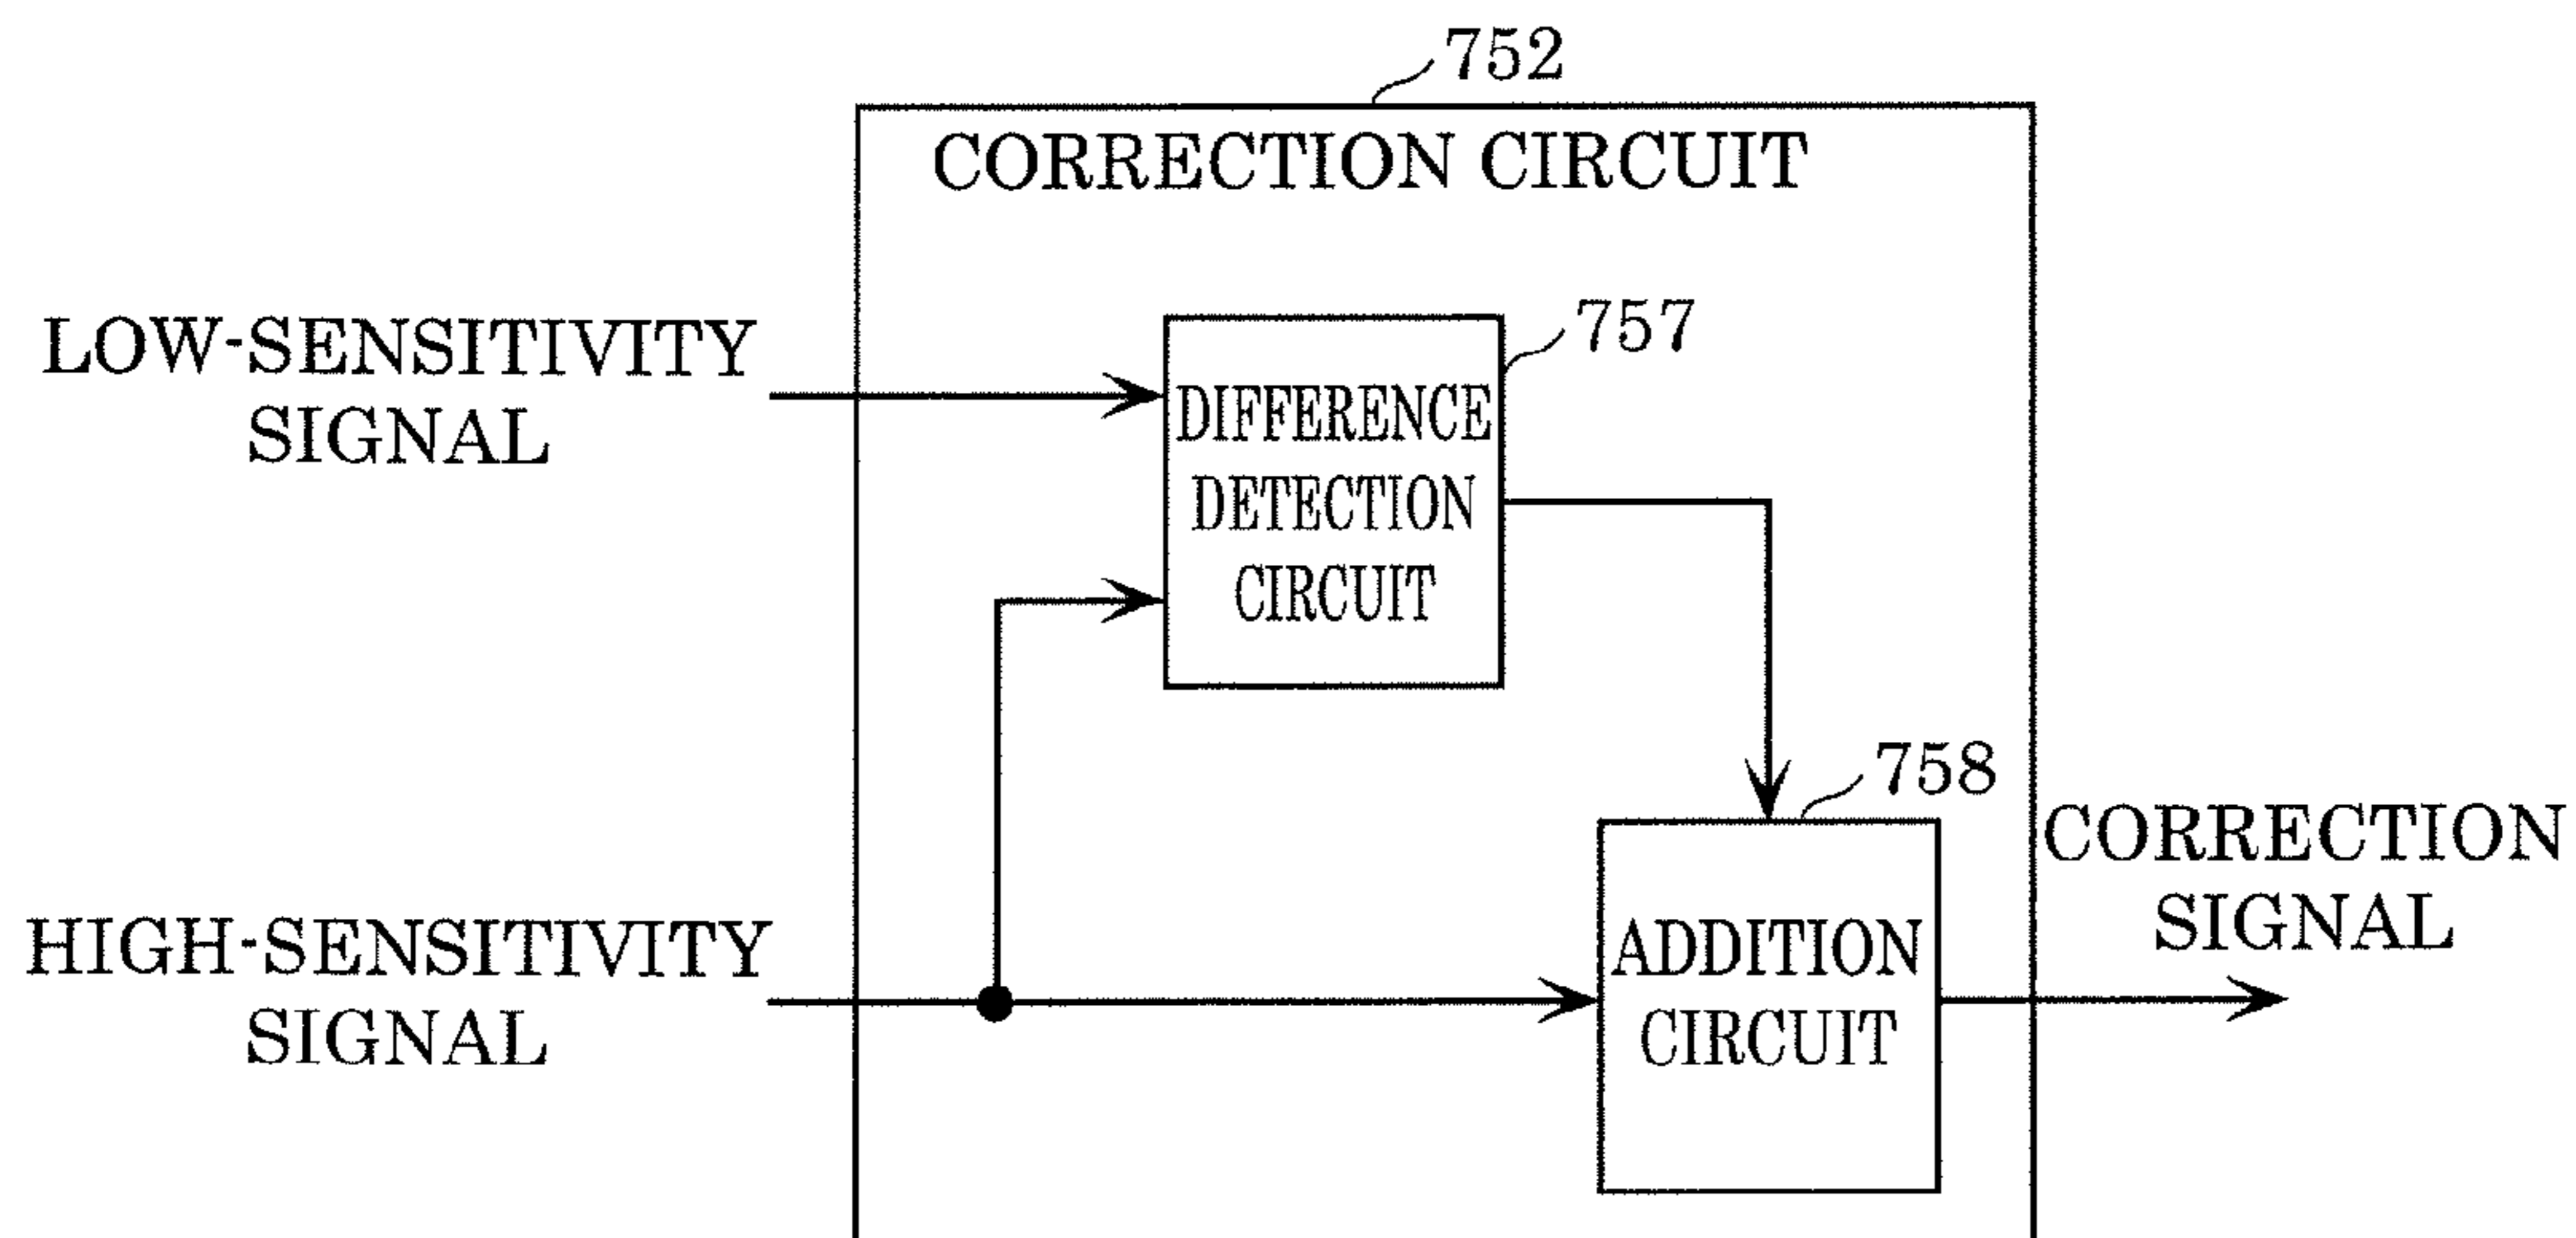 752
CORRECTION CIRCUIT
LOW-SENSITIVITY
SIGNAL
757
DIFFERENCE
DETECTION
CIRCUIT
758
HIGH-SENSITIVITY
SIGNAL
ADDITION
CIRCUIT
CORRECTION
SIGNAL